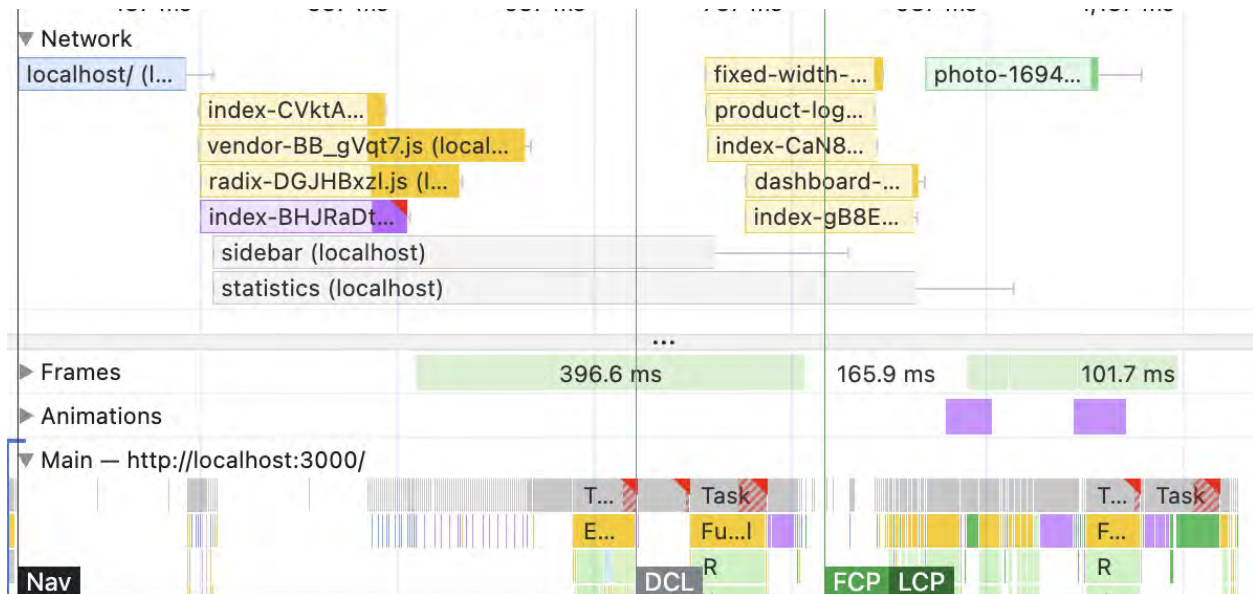 Network
localhost/ (l...
fixed-width-...
photo-1694...
index-CVktA...
product-log...
vendor-BB_gVqt7.js (local...
index-CaN8...
radix-DGJHBxzI.js (l...
dashboard-...
index-BHJRaDt...
index-gB8E...
sidebar (localhost)
statistics (localhost)
...
Frames
396.6 ms
165.9 ms
101.7 ms
Animations
Main — http://localhost:3000/
T...
Task
T...
Task
E...
Fu...l
F...
R
R
Nav
DCL
FCP
LCP